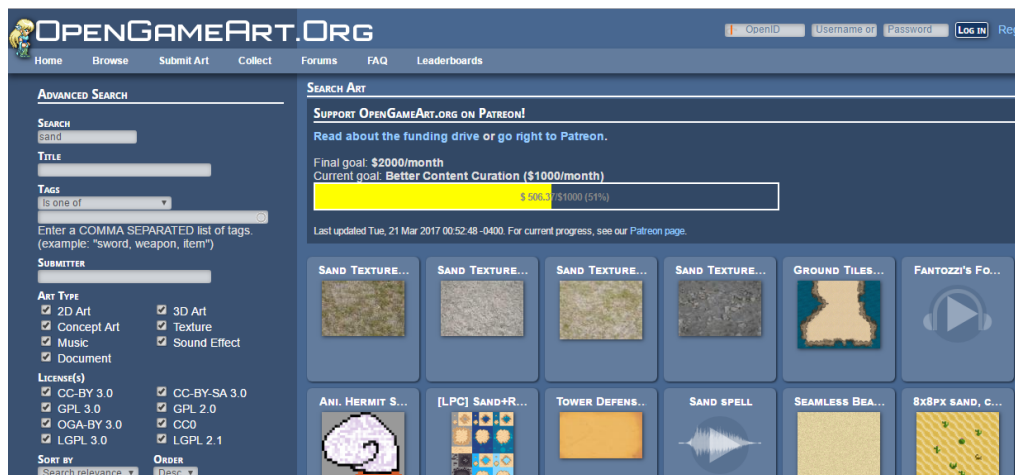 OpenGameArt.Org
OpenID
Username or
Password
Log in
Home Browse Submit Art Collect Forums FAQ Leaderboards
Advanced Search
Search
sand
Title
Tags
Is one of
Enter a COMMA SEPARATED list of tags.
(example: "sword, weapon, item")
Submitter
Art Type
2D Art 3D Art
Concept Art Texture
Music Sound Effect
Document
License(s)
CC-BY 3.0 CC-BY-SA 3.0
GPL 3.0 GPL 2.0
OGA-BY 3.0 CC0
LGPL 3.0 LGPL 2.1
Sort by Order
Search relevance Desc
Search Art
Support OpenGameArt.org on Patreon!
Read about the funding drive or go right to Patreon.
Final goal: $2000/month
Current goal: Better Content Curation ($1000/month)
$ 506.37/$1000 (51%)
Last updated Tue, 21 Mar 2017 00:52:48 -0400. For current progress, see our Patreon page.
Sand Texture... Sand Texture... Sand Texture... Sand Texture... Ground Tiles... Fantozzi's Fo...
Ani. Hermit S... [LPC] Sand+R... Tower Defens... Sand spell Seamless Bea... 8x8px sand, c...